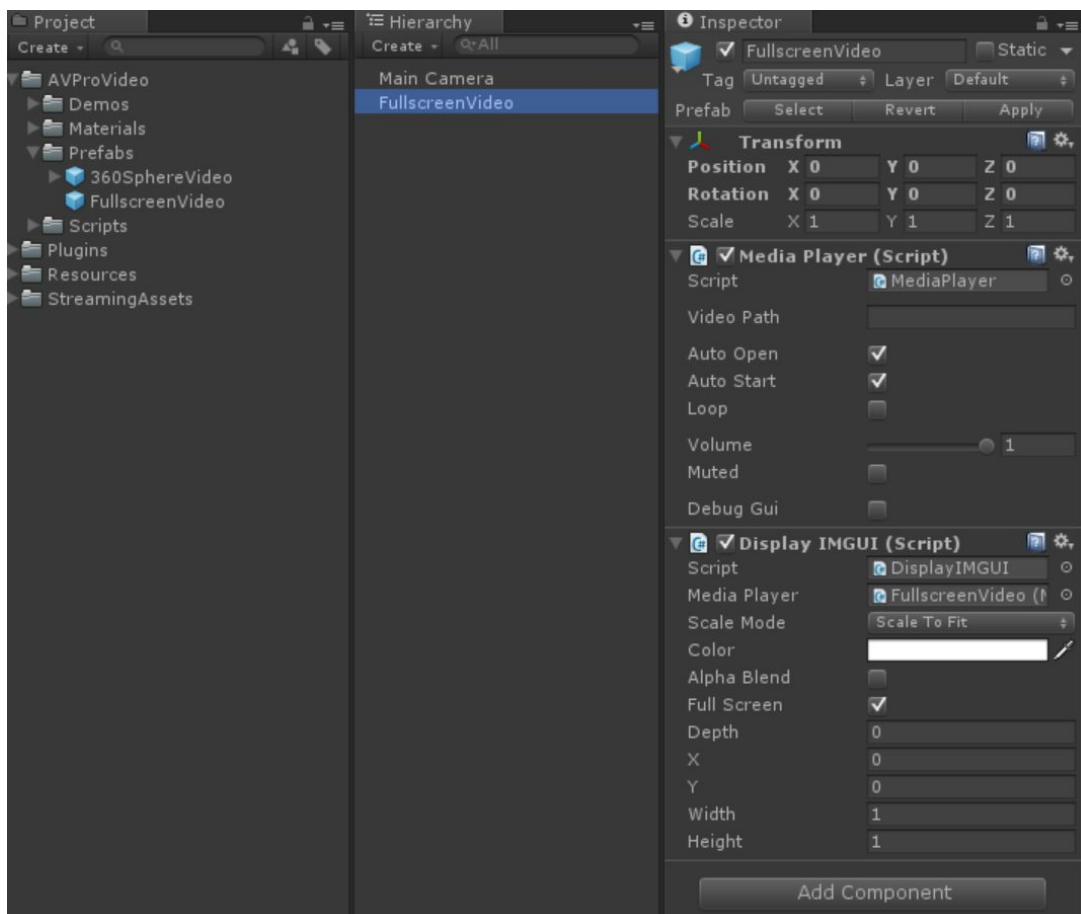 Project
Create
AVProVideo
Demos
Materials
Prefabs
360SphereVideo
FullscreenVideo
Scripts
Plugins
Resources
StreamingAssets
Hierarchy
Create All
Main Camera
FullscreenVideo
Inspector
FullscreenVideo Static
Tag Untagged Layer Default
Prefab Select Revert Apply
Transform
Position X 0 Y 0 Z 0
Rotation X 0 Y 0 Z 0
Scale X 1 Y 1 Z 1
Media Player (Script)
Script MediaPlayer
Video Path
Auto Open
Auto Start
Loop
Volume 1
Muted
Debug Gui
Display IMGUI (Script)
Script DisplayIMGUI
Media Player FullscreenVideo (M
Scale Mode Scale To Fit
Color
Alpha Blend
Full Screen
Depth 0
X 0
Y 0
Width 1
Height 1
Add Component